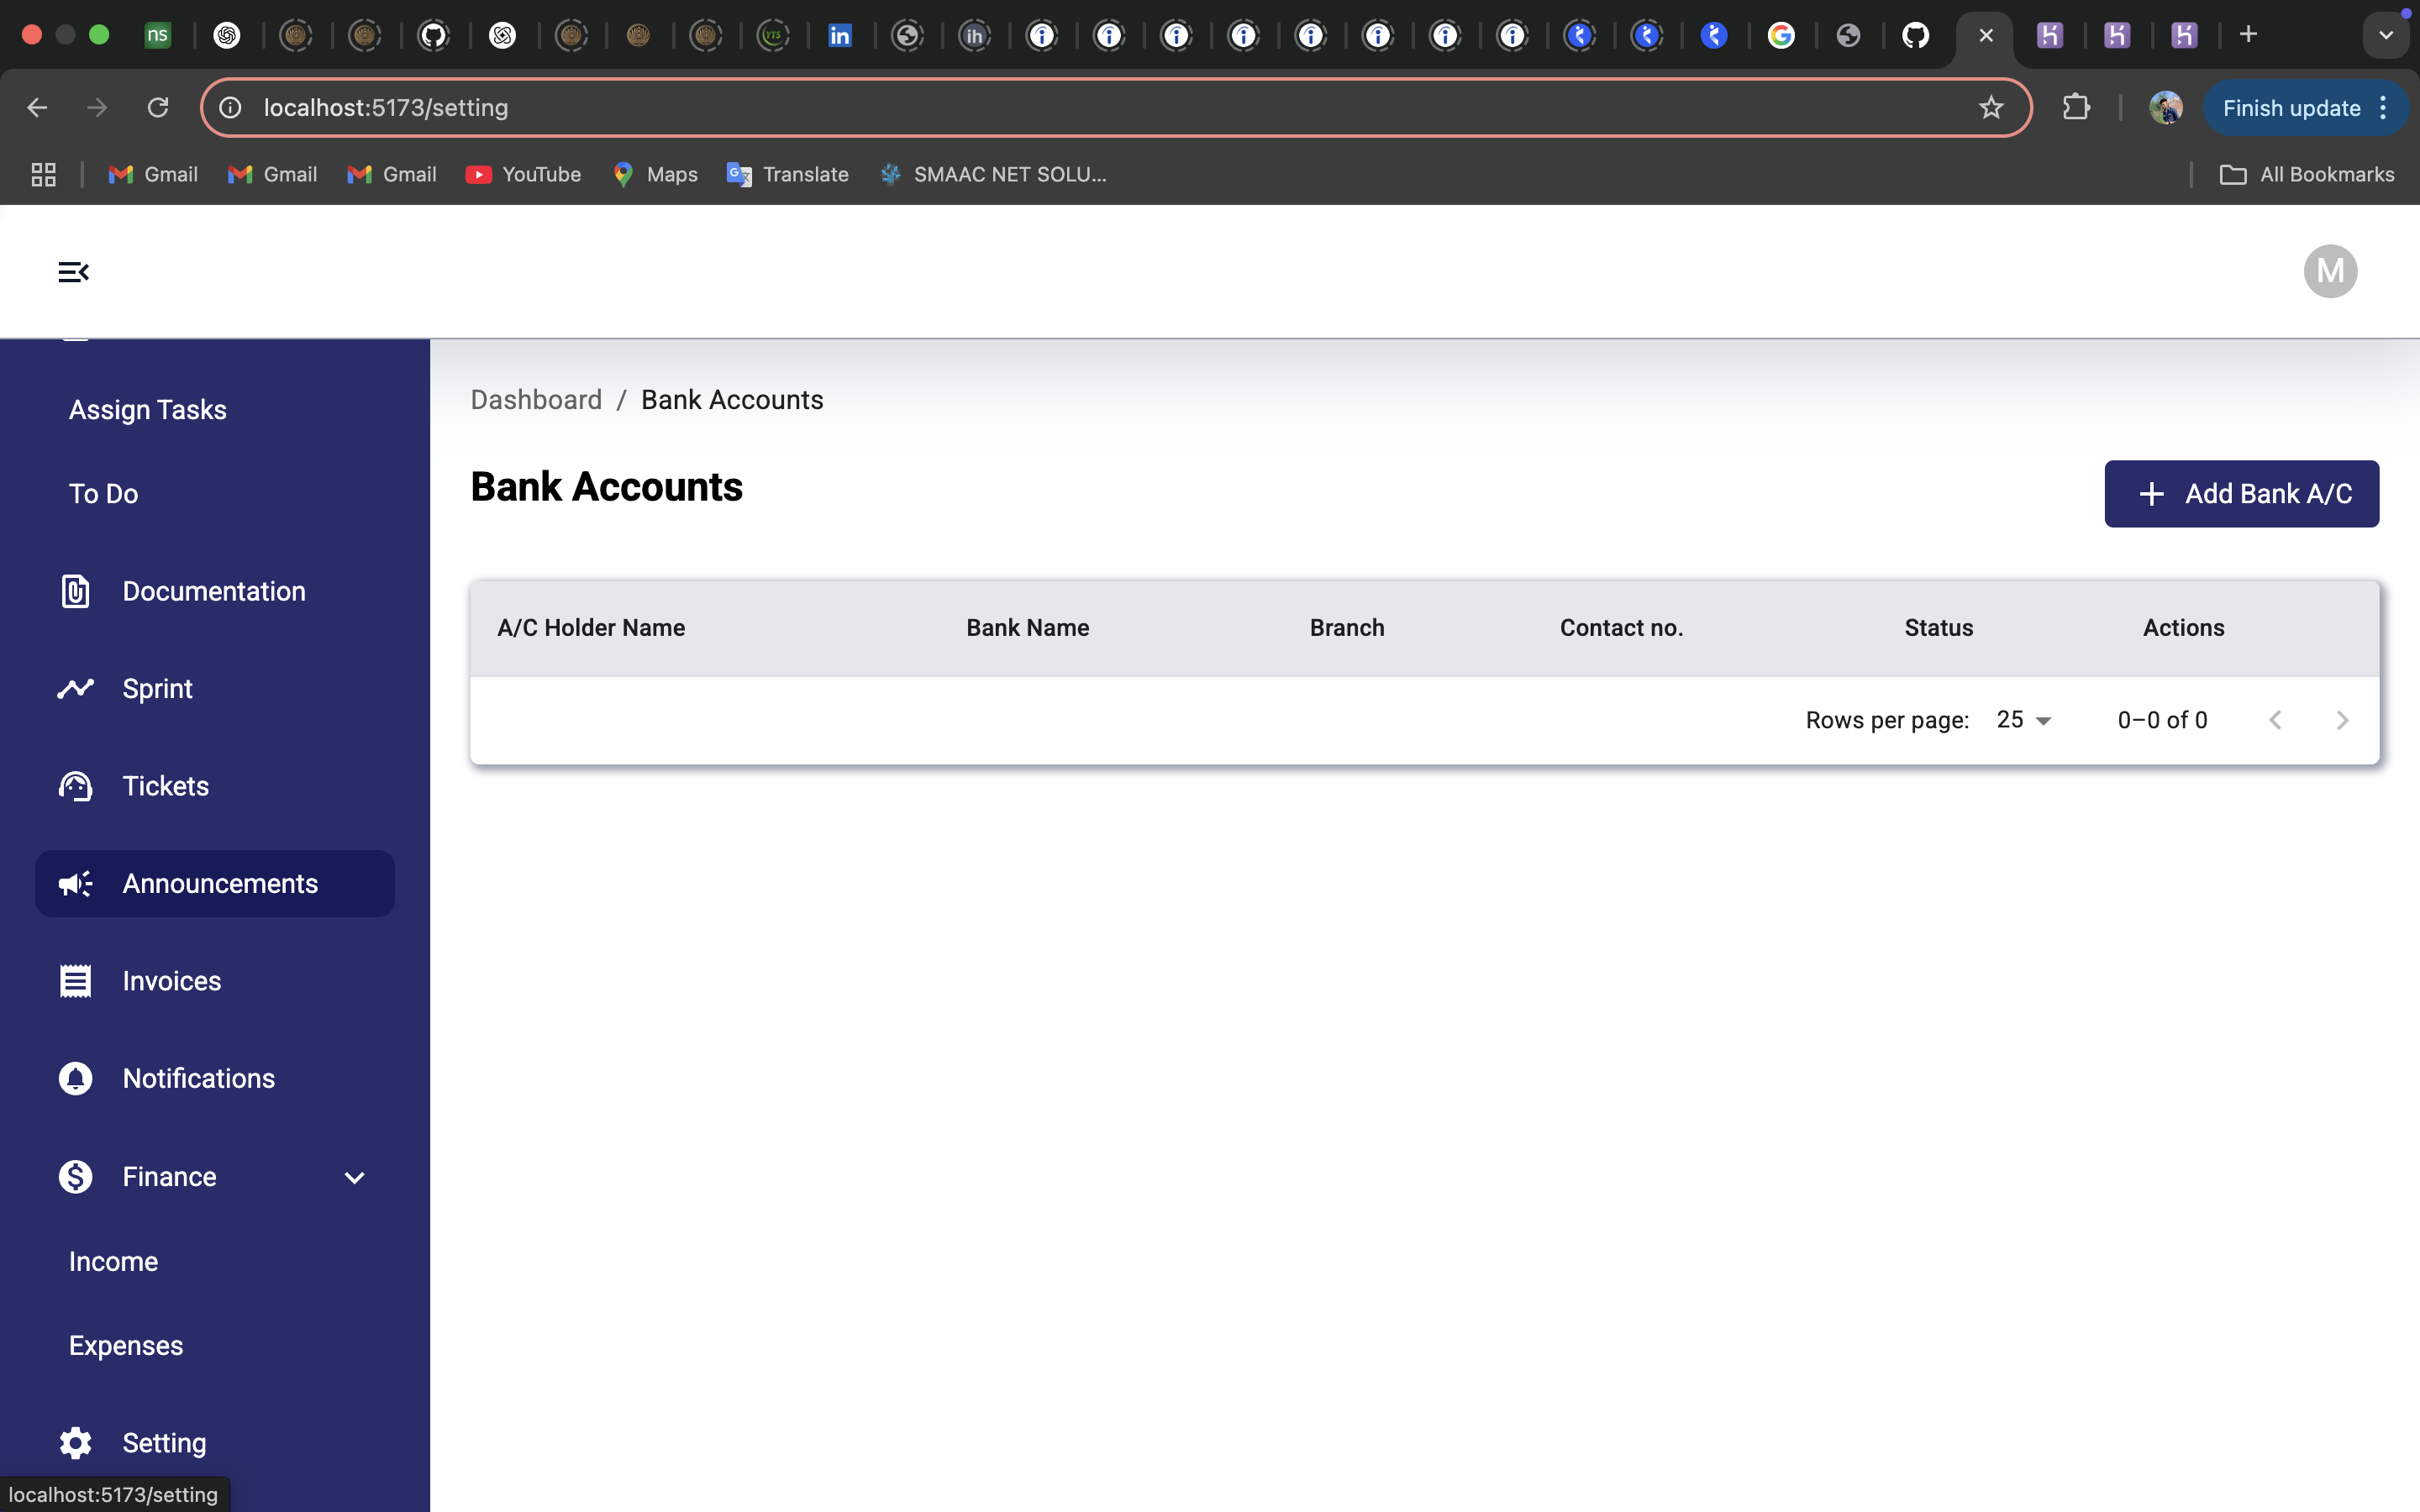 ns
YTS
in
ih
localhost:5173/setting
Finish update
Gmail
Gmail
Gmail
YouTube
Maps
Translate
SMAAC NET SOLU...
All Bookmarks
M
Assign Tasks
To Do
Documentation
Sprint
Tickets
Announcements
Invoices
Notifications
Finance
Income
Expenses
Setting
Dashboard / Bank Accounts
Bank Accounts
Add Bank A/C
A/C Holder Name Bank Name Branch Contact no. Status Actions
Rows per page: 25 0–0 of 0
localhost:5173/setting